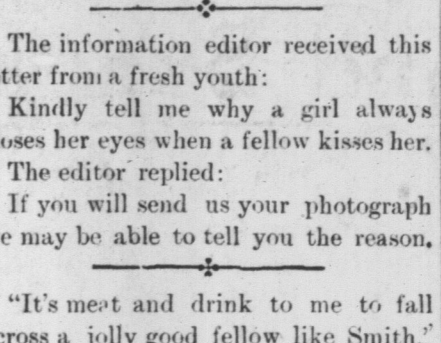 The information editor received this
tter from a fresh youth:
Kindly tell me why a girl always
oses her eyes when a fellow kisses her.
The editor replied:
If you will send us your photograph
e may be able to tell you the reason.
"It's meat and drink to me to fall
cross a jolly good fellow like Smith,"